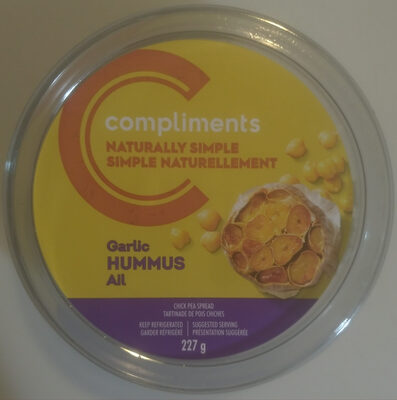 compliments
NATURALLY SIMPLE
SIMPLE NATURELLEMENT
Garlic
HUMMUS
Ail
CHICK PEA SPREAD
TARTINADE DE POIS CHICHES
KEEP REFRIGERATED SUGGESTED SERVING
GARDER RÉFRIGÉRÉ PRÉSENTATION SUGGÉRÉE
227 g